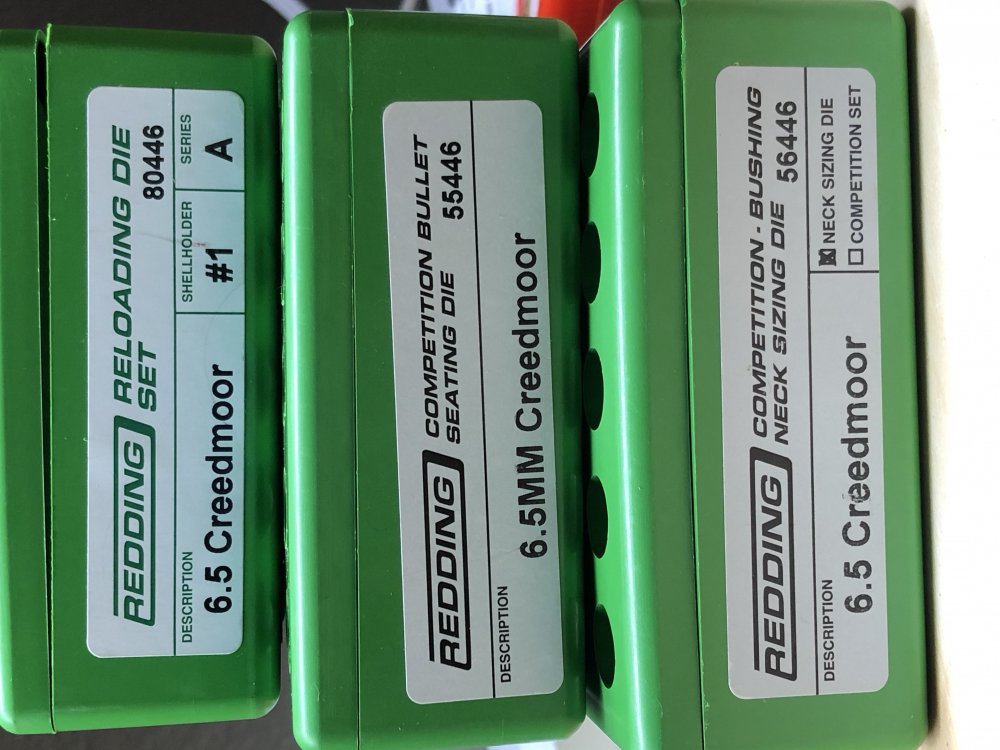 REDDING RELOADING DIE
SET 80446
DESCRIPTION SHELLHOLDER SERIES
6.5 Creedmoor #1 A
REDDING COMPETITION BULLET
SEATING DIE 55446
DESCRIPTION
6.5MM Creedmoor
REDDING COMPETITION - BUSHING
NECK SIZING DIE 56446
DESCRIPTION
NECK SIZING DIE
COMPETITION SET
6.5 Creedmoor